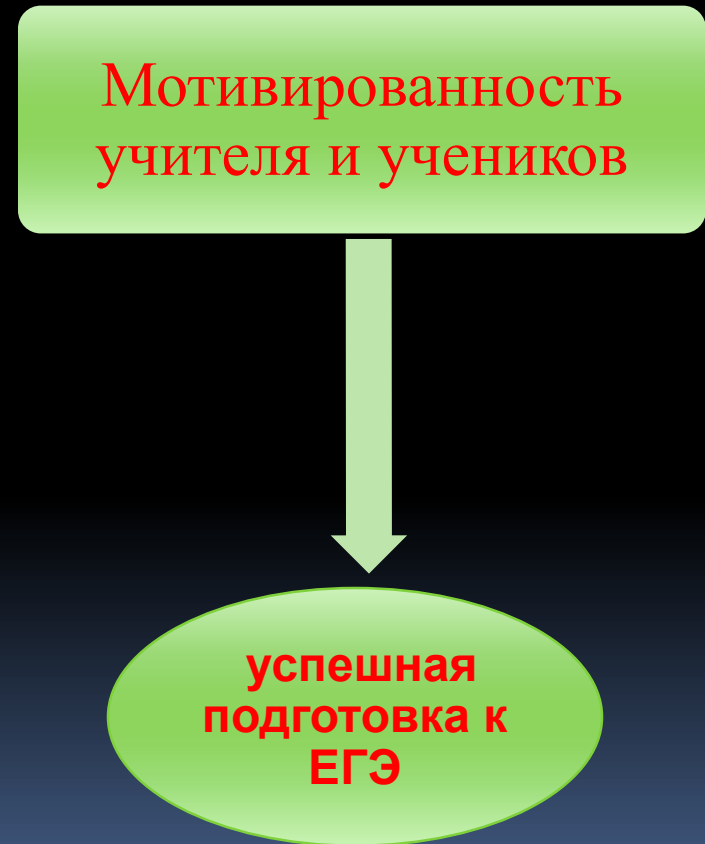 Мотивированность
учителя и учеников
успешная
подготовка к
ЕГЭ